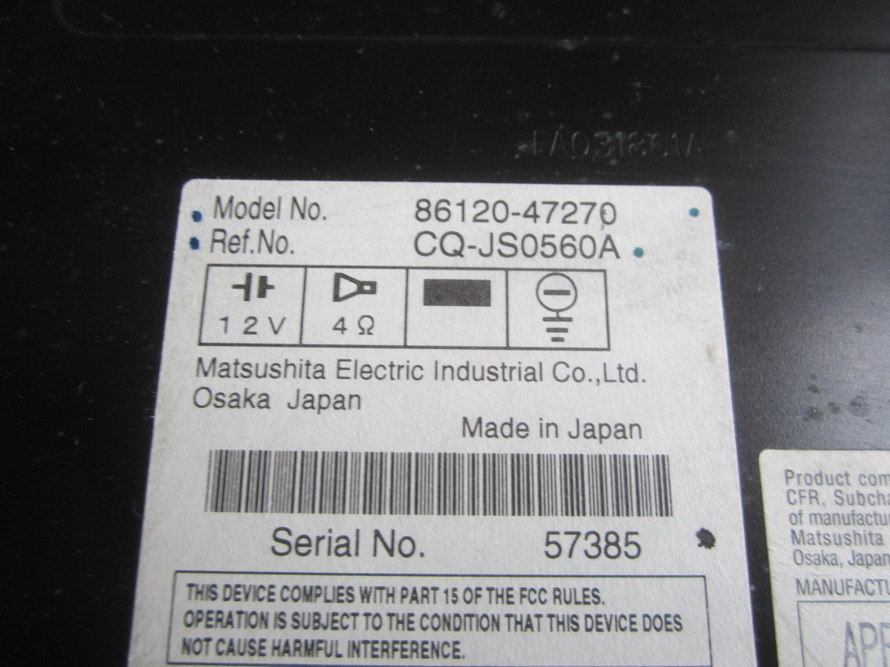 FA031861A
Model No. 86120-47270
Ref.No. CQ-JS0560A
12V 4Ω
Matsushita Electric Industrial Co.,Ltd.
Osaka Japan
Made in Japan
Serial No. 57385
THIS DEVICE COMPLIES WITH PART 15 OF THE FCC RULES.
OPERATION IS SUBJECT TO THE CONDITION THAT THIS DEVICE DOES
NOT CAUSE HARMFUL INTERFERENCE.
Product com
CFR, Subcha
of manufactu
Matsushita
Osaka, Japan
MANUFACTU